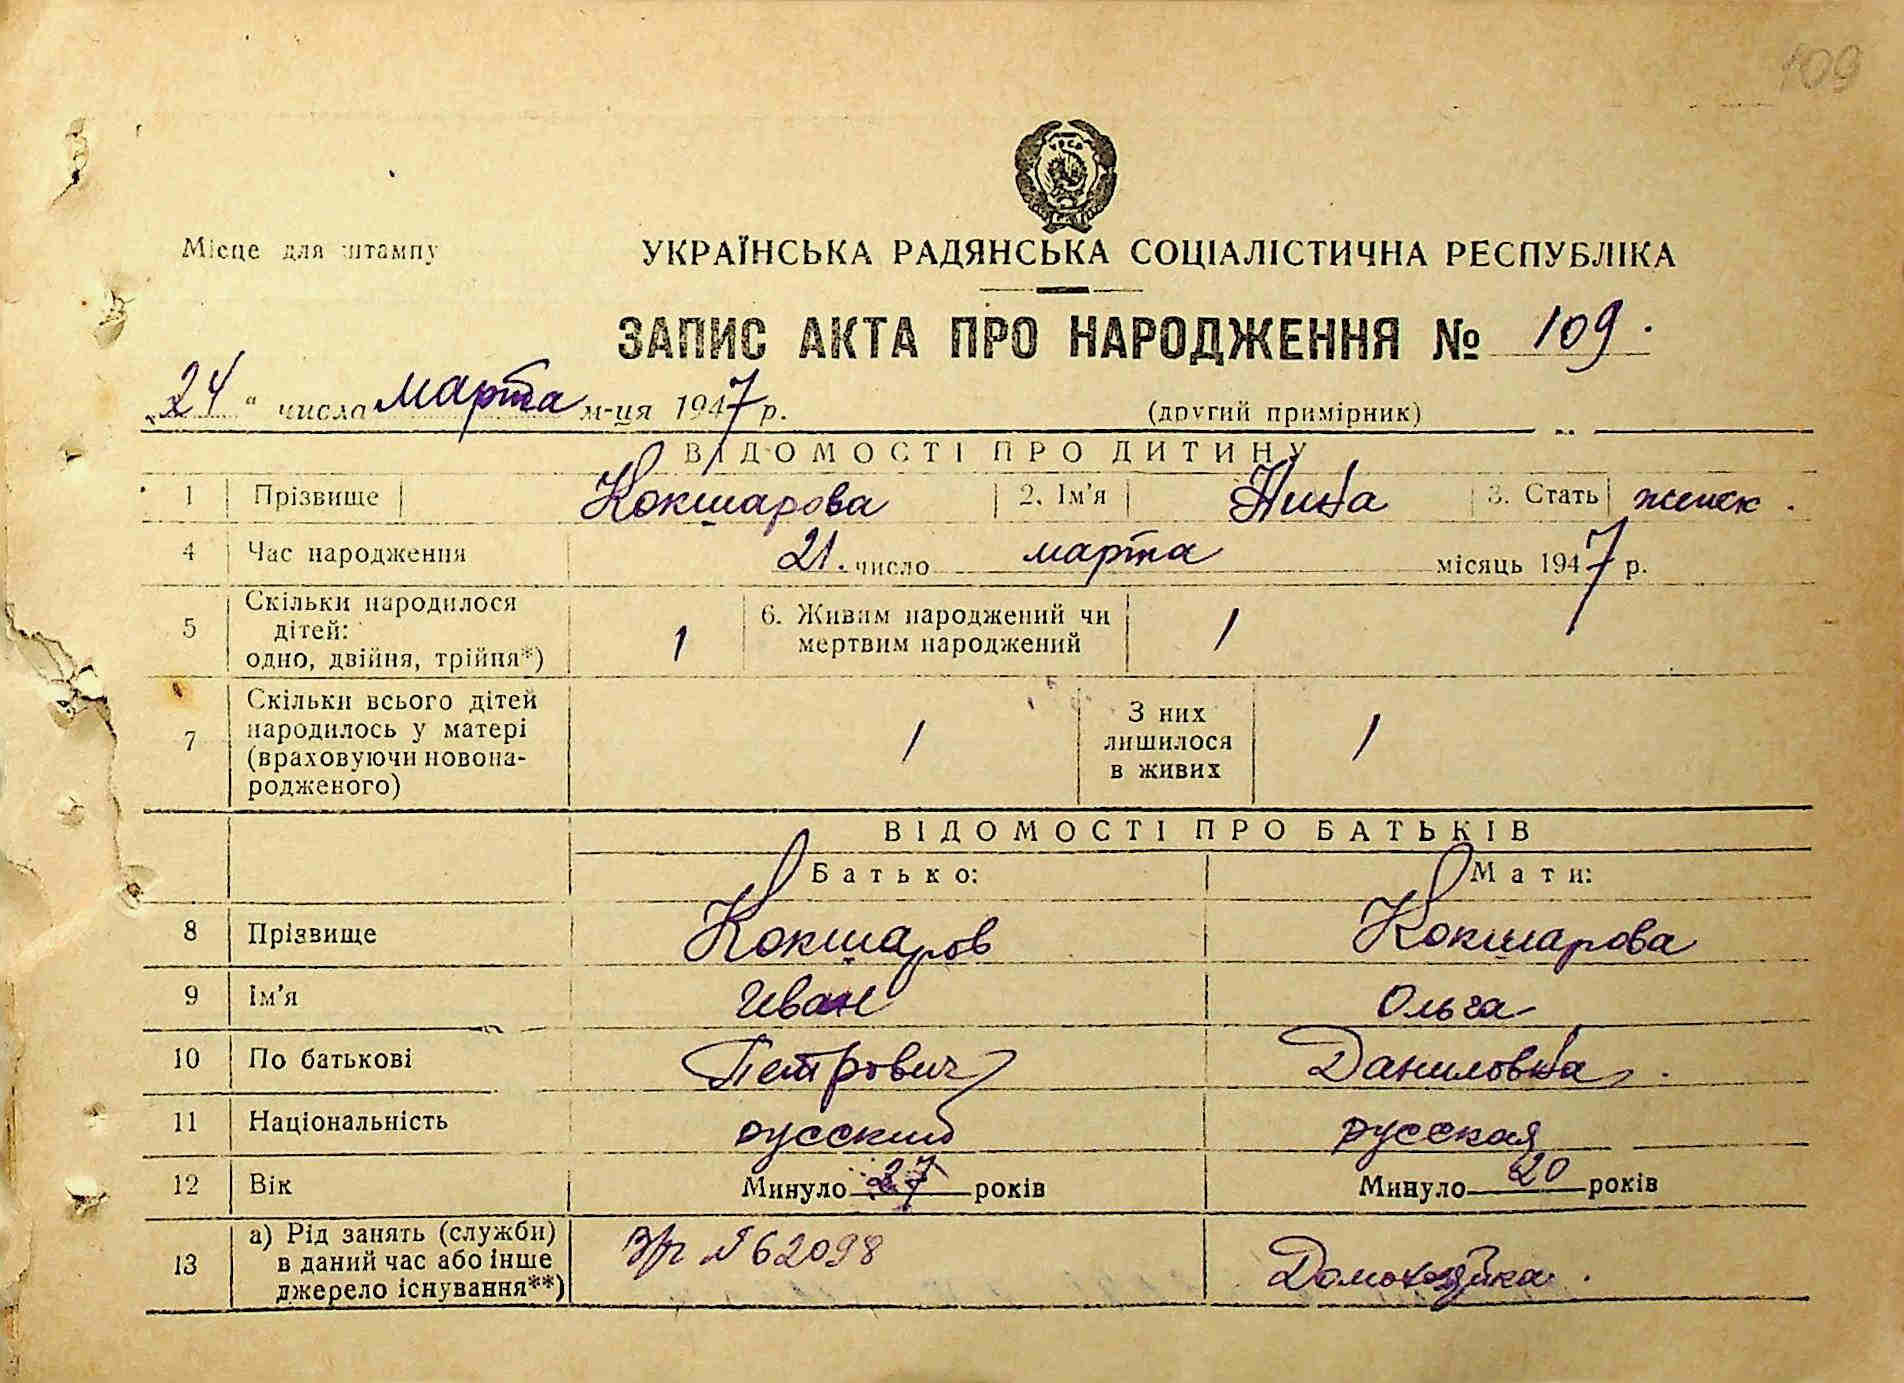 109
УРСР
Місце для штампу
УКРАЇНСЬКА РАДЯНСЬКА СОЦІАЛІСТИЧНА РЕСПУБЛІКА
ЗАПИС АКТА ПРО НАРОДЖЕННЯ № 109.
„24" числа марта м-ця 1947 р. (другий примірник)
ВІДОМОСТІ ПРО ДИТИНУ
1 Прізвище Кокшарова 2. Ім'я Нина 3. Стать женск.
4 Час народження 21. число марта місяць 1947 р.
5 Скільки народилося дітей: одно, двійня, трійня*) 1 6. Живим народжений чи мертвим народжений 1
7 Скільки всього дітей народилось у матері (враховуючи новонародженого) 1 З них лишилося в живих 1
ВІДОМОСТІ ПРО БАТЬКІВ
Батько: Мати:
8 Прізвище Кокшаров Кокшарова
9 Ім'я Иван Ольга
10 По батькові Петрович Даниловна.
11 Національність русский русская
12 Вік Минуло 27 років Минуло 20 років
13 а) Рід занять (служби) в даний час або інше джерело існування**) 62098 Домохозяйка.